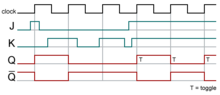 clock
J
K
Q T T T
Q̅
T = toggle